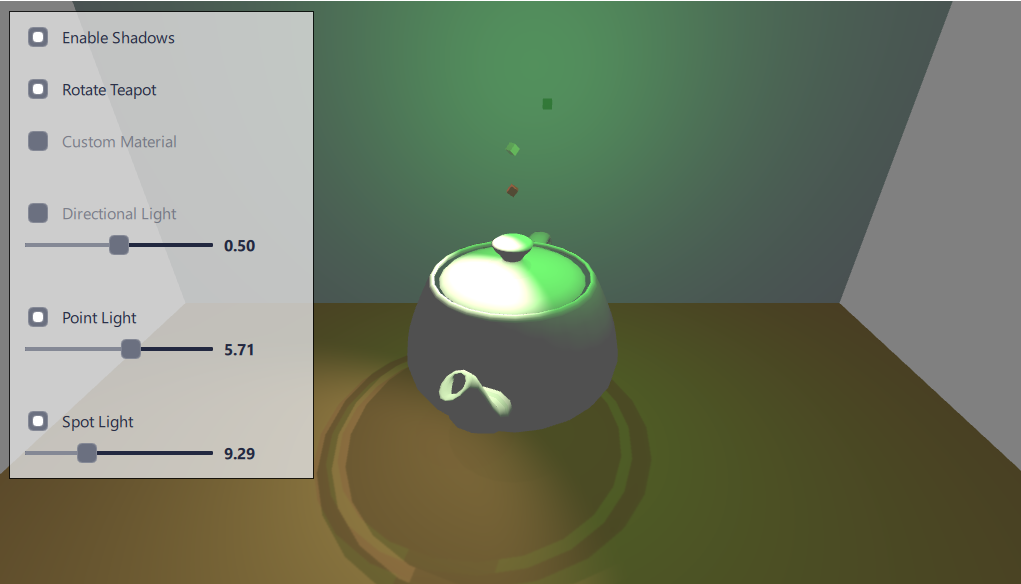 Enable Shadows
Rotate Teapot
Custom Material
Directional Light
0.50
Point Light
5.71
Spot Light
9.29